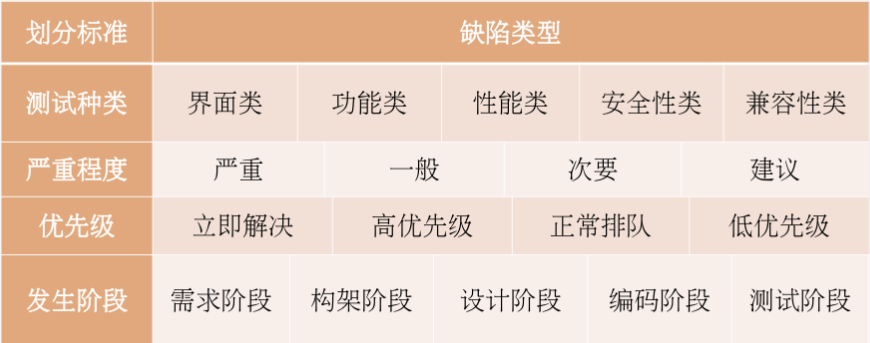 划分标准 缺陷类型
测试种类 界面类 功能类 性能类 安全性类 兼容性类
严重程度 严重 一般 次要 建议
优先级 立即解决 高优先级 正常排队 低优先级
发生阶段 需求阶段 构架阶段 设计阶段 编码阶段 测试阶段